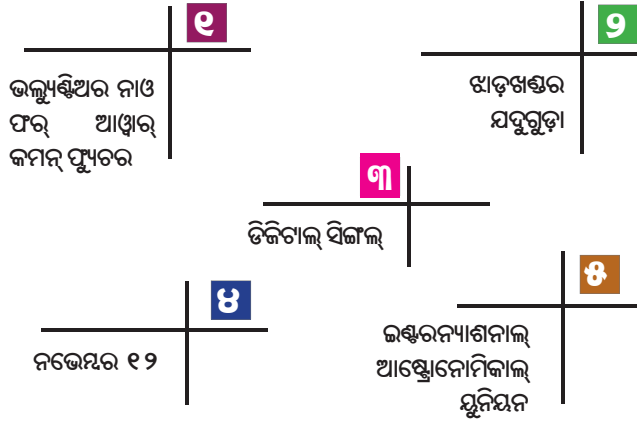 ୧
ଭଲ୍ୟୁଣ୍ଟିଅର ନାଓ
ଫର୍ ଆୱାର୍
କମନ୍ ଫ୍ୟୁଚର
୨
ଝାଡ଼ଖଣ୍ଡର
ଯଦୁଗୁଡ଼ା
୩
ଡିଜିଟାଲ୍ ସିଙ୍ଗଲ୍
୪
ନଭେମ୍ବର ୧୨
୫
ଇଣ୍ଟରନ୍ୟାଶନାଲ୍
ଆଷ୍ଟ୍ରୋନୋମିକାଲ୍
ୟୁନିୟନ